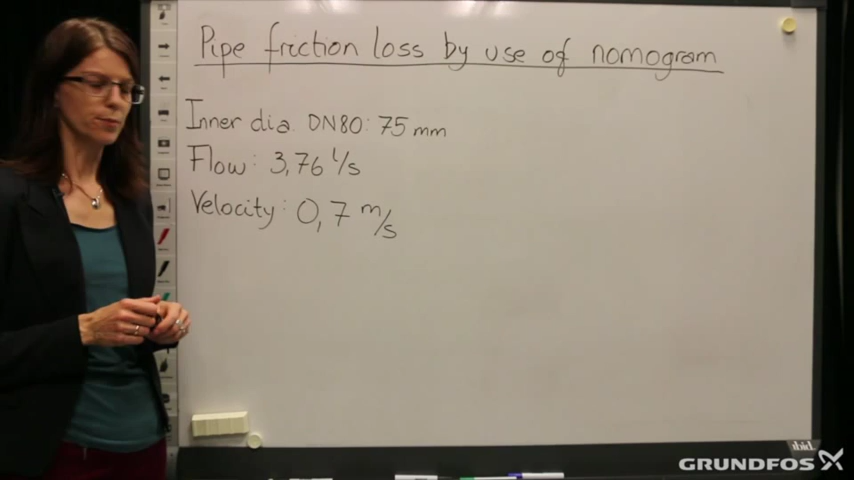 Pipe friction loss by use of nomogram
Inner dia DN80: 75 mm
Flow: 3,76 l/s
Velocity: 0,7 m/s
ibid
GRUNDFOS